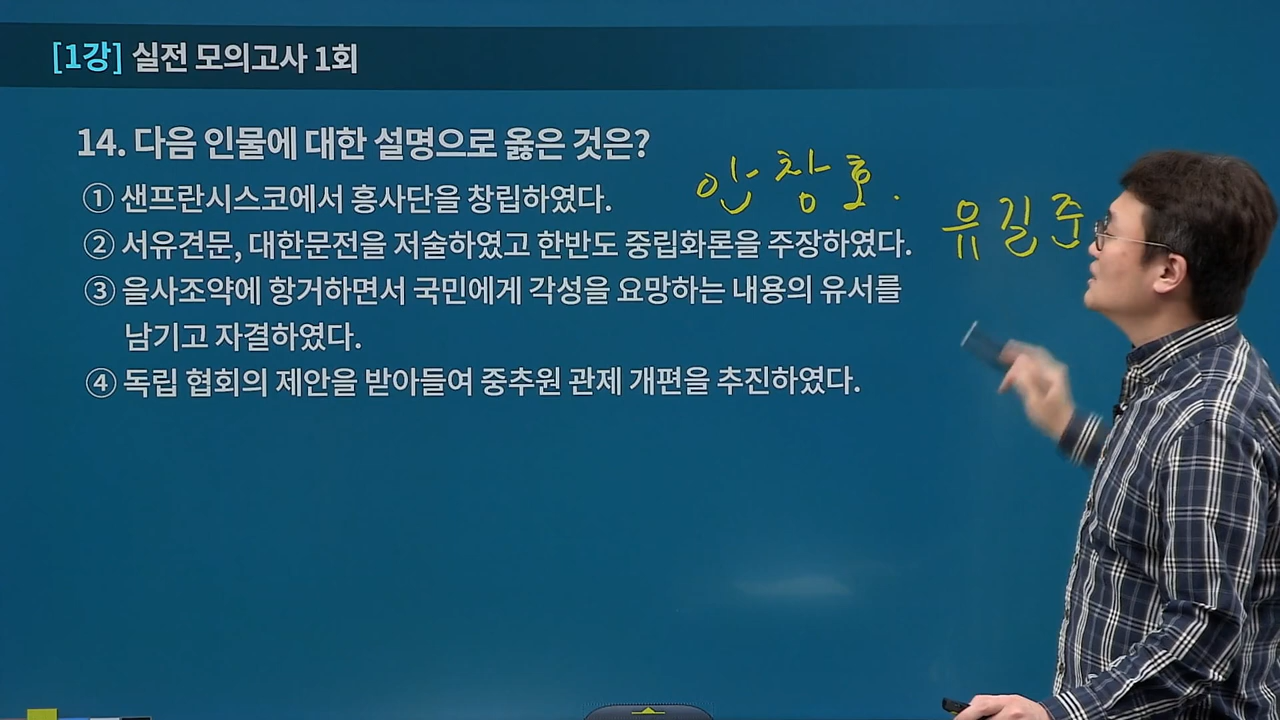 [1강] 실전 모의고사 1회
14. 다음 인물에 대한 설명으로 옳은 것은?
① 샌프란시스코에서 흥사단을 창립하였다.
안창호.
② 서유견문, 대한문전을 저술하였고 한반도 중립화론을 주장하였다.
유길준
③ 을사조약에 항거하면서 국민에게 각성을 요망하는 내용의 유서를
남기고 자결하였다.
④ 독립 협회의 제안을 받아들여 중추원 관제 개편을 추진하였다.